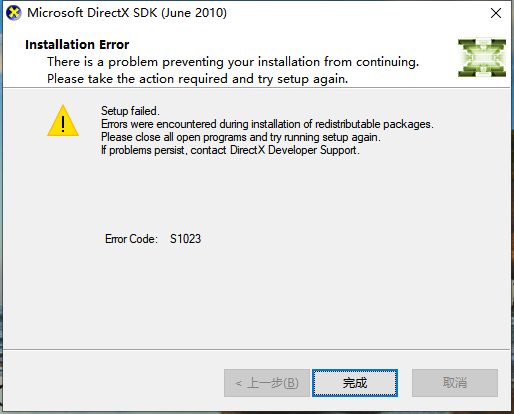 Microsoft DirectX SDK (June 2010)
Installation Error
There is a problem preventing your installation from continuing.
Please take the action required and try setup again.
Setup failed.
Errors were encountered during installation of redistributable packages.
Please close all open programs and try running setup again.
If problems persist, contact DirectX Developer Support.
Error Code: S1023
< 上一步(B) 完成 取消